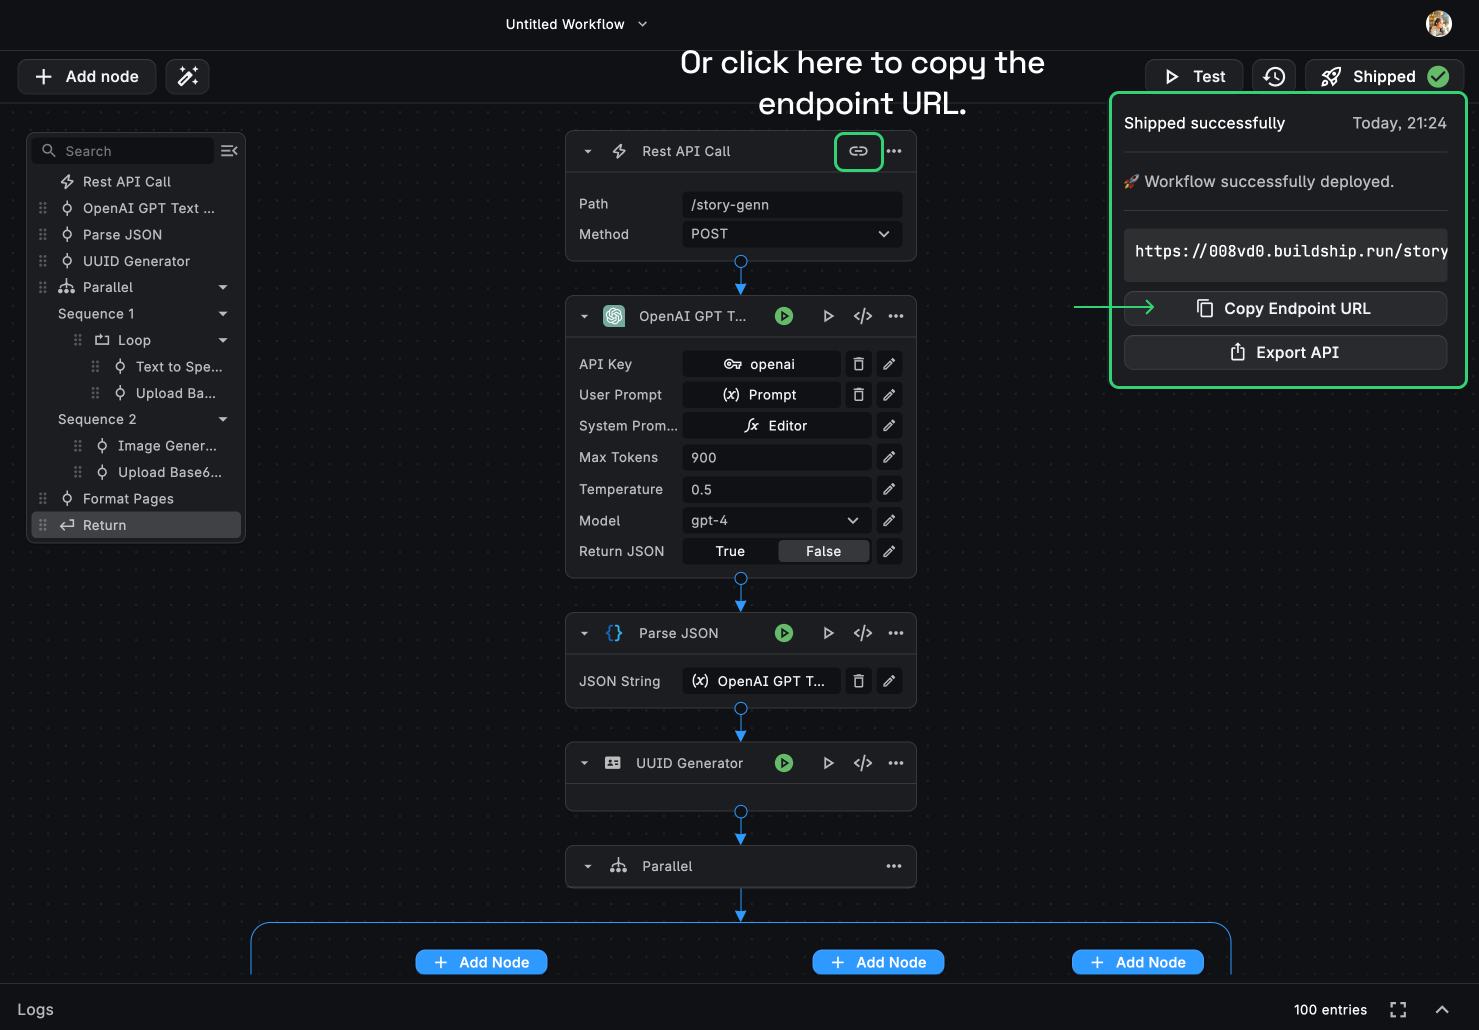 Untitled Workflow
Or click here to copy the
endpoint URL.
Add node
Test
Shipped
Search
Rest API Call
OpenAI GPT Text ...
Parse JSON
UUID Generator
Parallel
Sequence 1
Loop
Text to Spe...
Upload Ba...
Sequence 2
Image Gener...
Upload Base6...
Format Pages
Return
Rest API Call
Path
/story-genn
Method
POST
OpenAI GPT T...
API Key
openai
User Prompt
(x) Prompt
System Prom...
fx Editor
Max Tokens
900
Temperature
0.5
Model
gpt-4
Return JSON
True
False
{} Parse JSON
JSON String
(x) OpenAI GPT T...
UUID Generator
Parallel
Add Node
Add Node
Add Node
Shipped successfully
Today, 21:24
🚀 Workflow successfully deployed.
https://008vd0.buildship.run/story
Copy Endpoint URL
Export API
Logs
100 entries